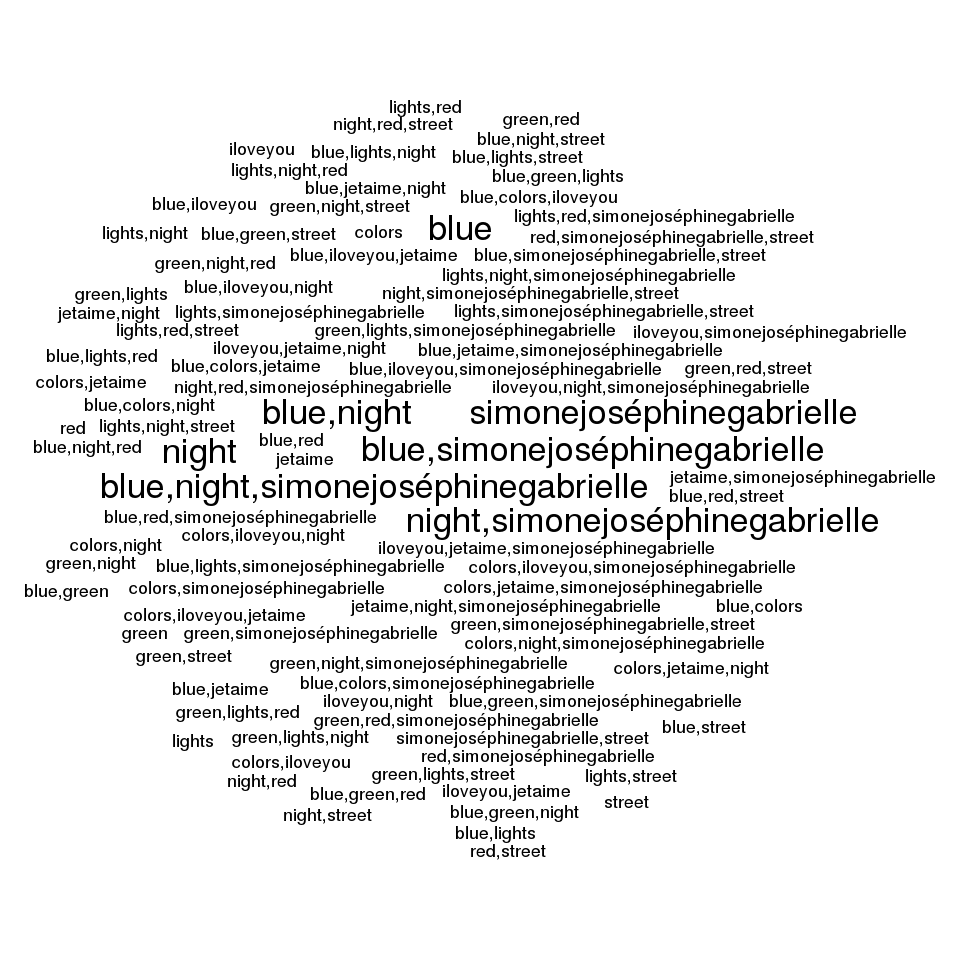 lights,red
night,red,street
green,red
blue,night,street
iloveyou
blue,lights,night
blue,lights,street
lights,night,red
blue,green,lights
blue,jetaime,night
blue,colors,iloveyou
blue,iloveyou
green,night,street
lights,red,simonejoséphinegabrielle
lights,night
blue,green,street
colors
blue
red,simonejoséphinegabrielle,street
green,night,red
blue,iloveyou,jetaime
blue,simonejoséphinegabrielle,street
lights,night,simonejoséphinegabrielle
green,lights
blue,iloveyou,night
night,simonejoséphinegabrielle,street
jetaime,night
lights,simonejoséphinegabrielle
lights,simonejoséphinegabrielle,street
lights,red,street
green,lights,simonejoséphinegabrielle
iloveyou,simonejoséphinegabrielle
blue,lights,red
iloveyou,jetaime,night
blue,jetaime,simonejoséphinegabrielle
blue,colors,jetaime
blue,iloveyou,simonejoséphinegabrielle
green,red,street
colors,jetaime
night,red,simonejoséphinegabrielle
iloveyou,night,simonejoséphinegabrielle
blue,colors,night
blue,night
simonejoséphinegabrielle
red
lights,night,street
blue,night,red
night
blue,red
jetaime
blue,simonejoséphinegabrielle
blue,night,simonejoséphinegabrielle
jetaime,simonejoséphinegabrielle
blue,red,street
blue,red,simonejoséphinegabrielle
night,simonejoséphinegabrielle
colors,iloveyou,night
colors,night
iloveyou,jetaime,simonejoséphinegabrielle
green,night
blue,lights,simonejoséphinegabrielle
colors,iloveyou,simonejoséphinegabrielle
blue,green
colors,simonejoséphinegabrielle
colors,jetaime,simonejoséphinegabrielle
colors,iloveyou,jetaime
jetaime,night,simonejoséphinegabrielle
blue,colors
green
green,simonejoséphinegabrielle
green,simonejoséphinegabrielle,street
colors,night,simonejoséphinegabrielle
green,street
green,night,simonejoséphinegabrielle
colors,jetaime,night
blue,jetaime
blue,colors,simonejoséphinegabrielle
iloveyou,night
blue,green,simonejoséphinegabrielle
green,lights,red
green,red,simonejoséphinegabrielle
blue,street
lights
green,lights,night
simonejoséphinegabrielle,street
colors,iloveyou
red,simonejoséphinegabrielle
night,red
green,lights,street
lights,street
blue,green,red
iloveyou,jetaime
street
night,street
blue,green,night
blue,lights
red,street